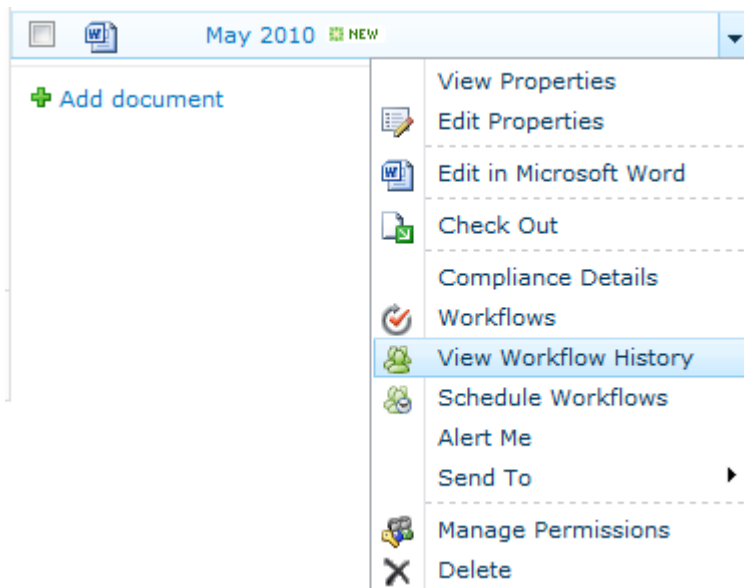 May 2010 NEW
Add document
View Properties
Edit Properties
Edit in Microsoft Word
Check Out
Compliance Details
Workflows
View Workflow History
Schedule Workflows
Alert Me
Send To
Manage Permissions
Delete